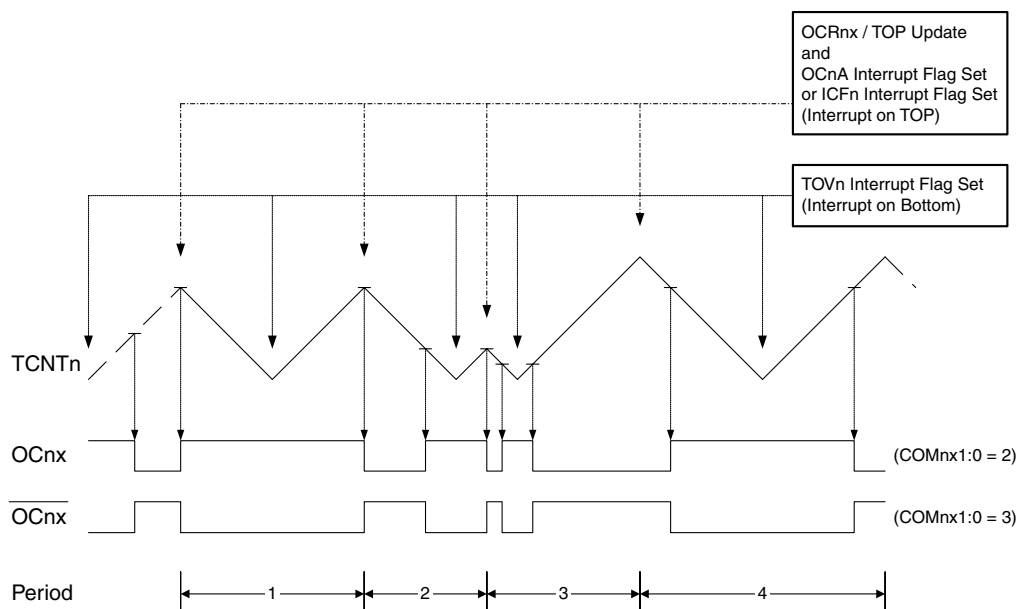 OCRnx / TOP Update
and
OCnA Interrupt Flag Set
or ICFn Interrupt Flag Set
(Interrupt on TOP)
TOVn Interrupt Flag Set
(Interrupt on Bottom)
TCNTn
OCnx
(COMnx1:0 = 2)
OCnx
(COMnx1:0 = 3)
Period
1
2
3
4